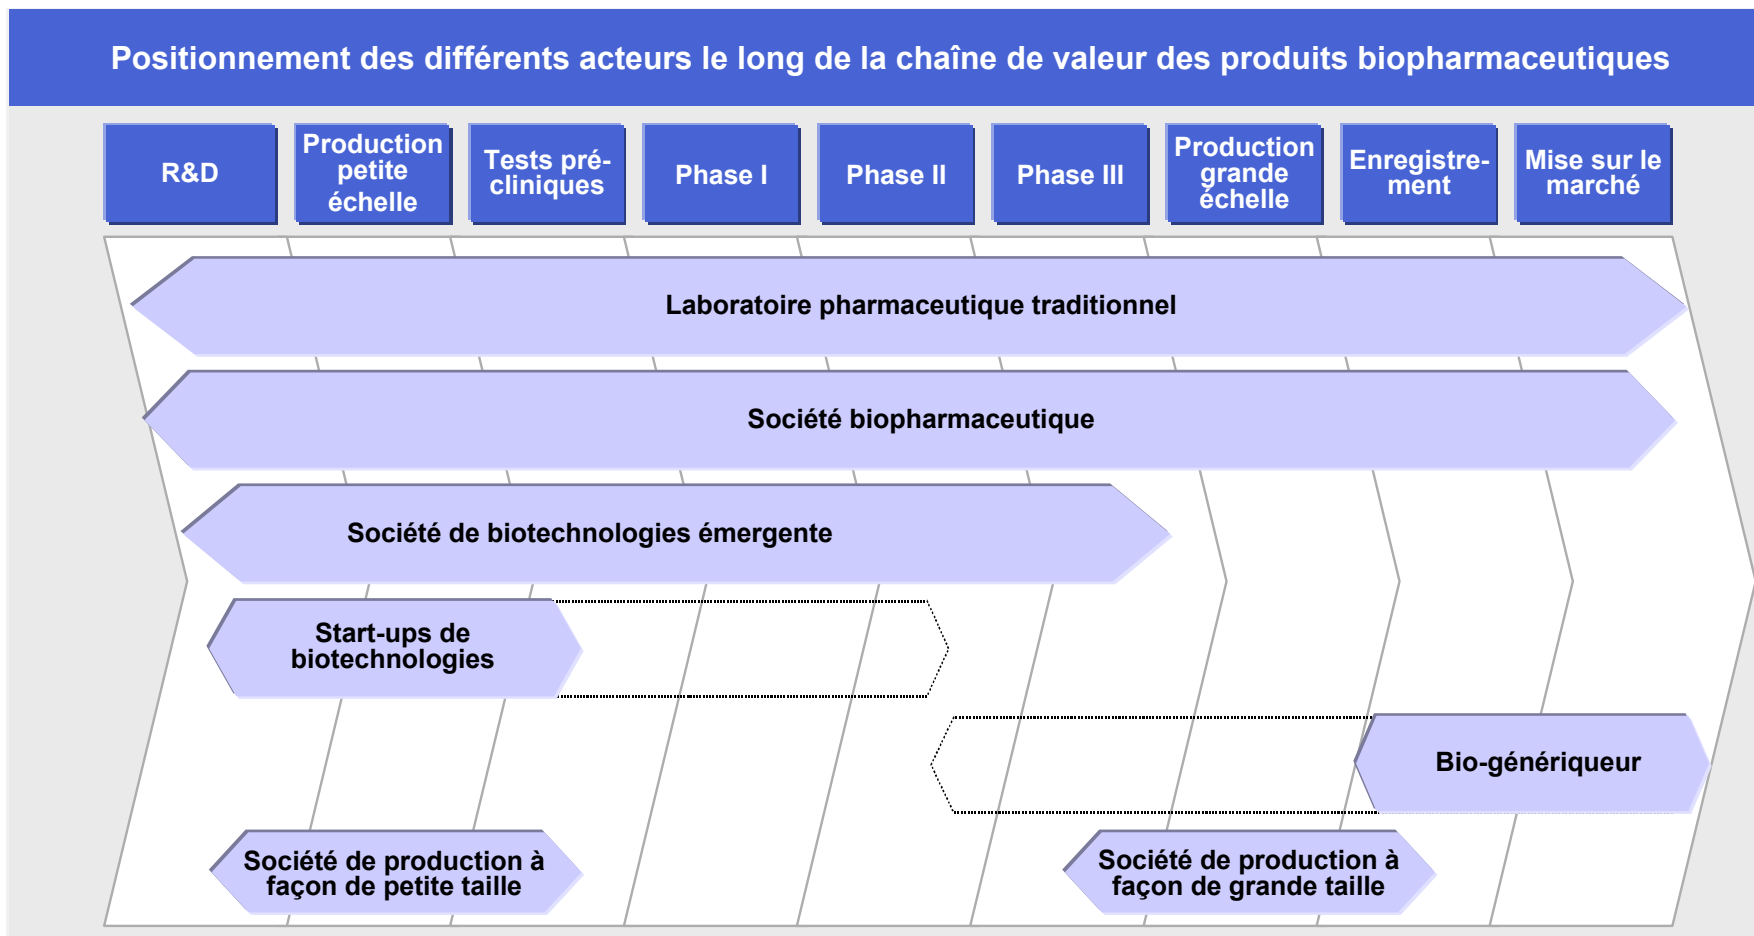 Positionnement des différents acteurs le long de la chaîne de valeur des produits biopharmaceutiques
R&D
Production
petite
échelle
Tests pré-
cliniques
Phase I
Phase II
Phase III
Production
grande
échelle
Enregistre-
ment
Mise sur le
marché
Laboratoire pharmaceutique traditionnel
Société biopharmaceutique
Société de biotechnologies émergente
Start-ups de
biotechnologies
Bio-génériqueur
Société de production à
façon de petite taille
Société de production à
façon de grande taille